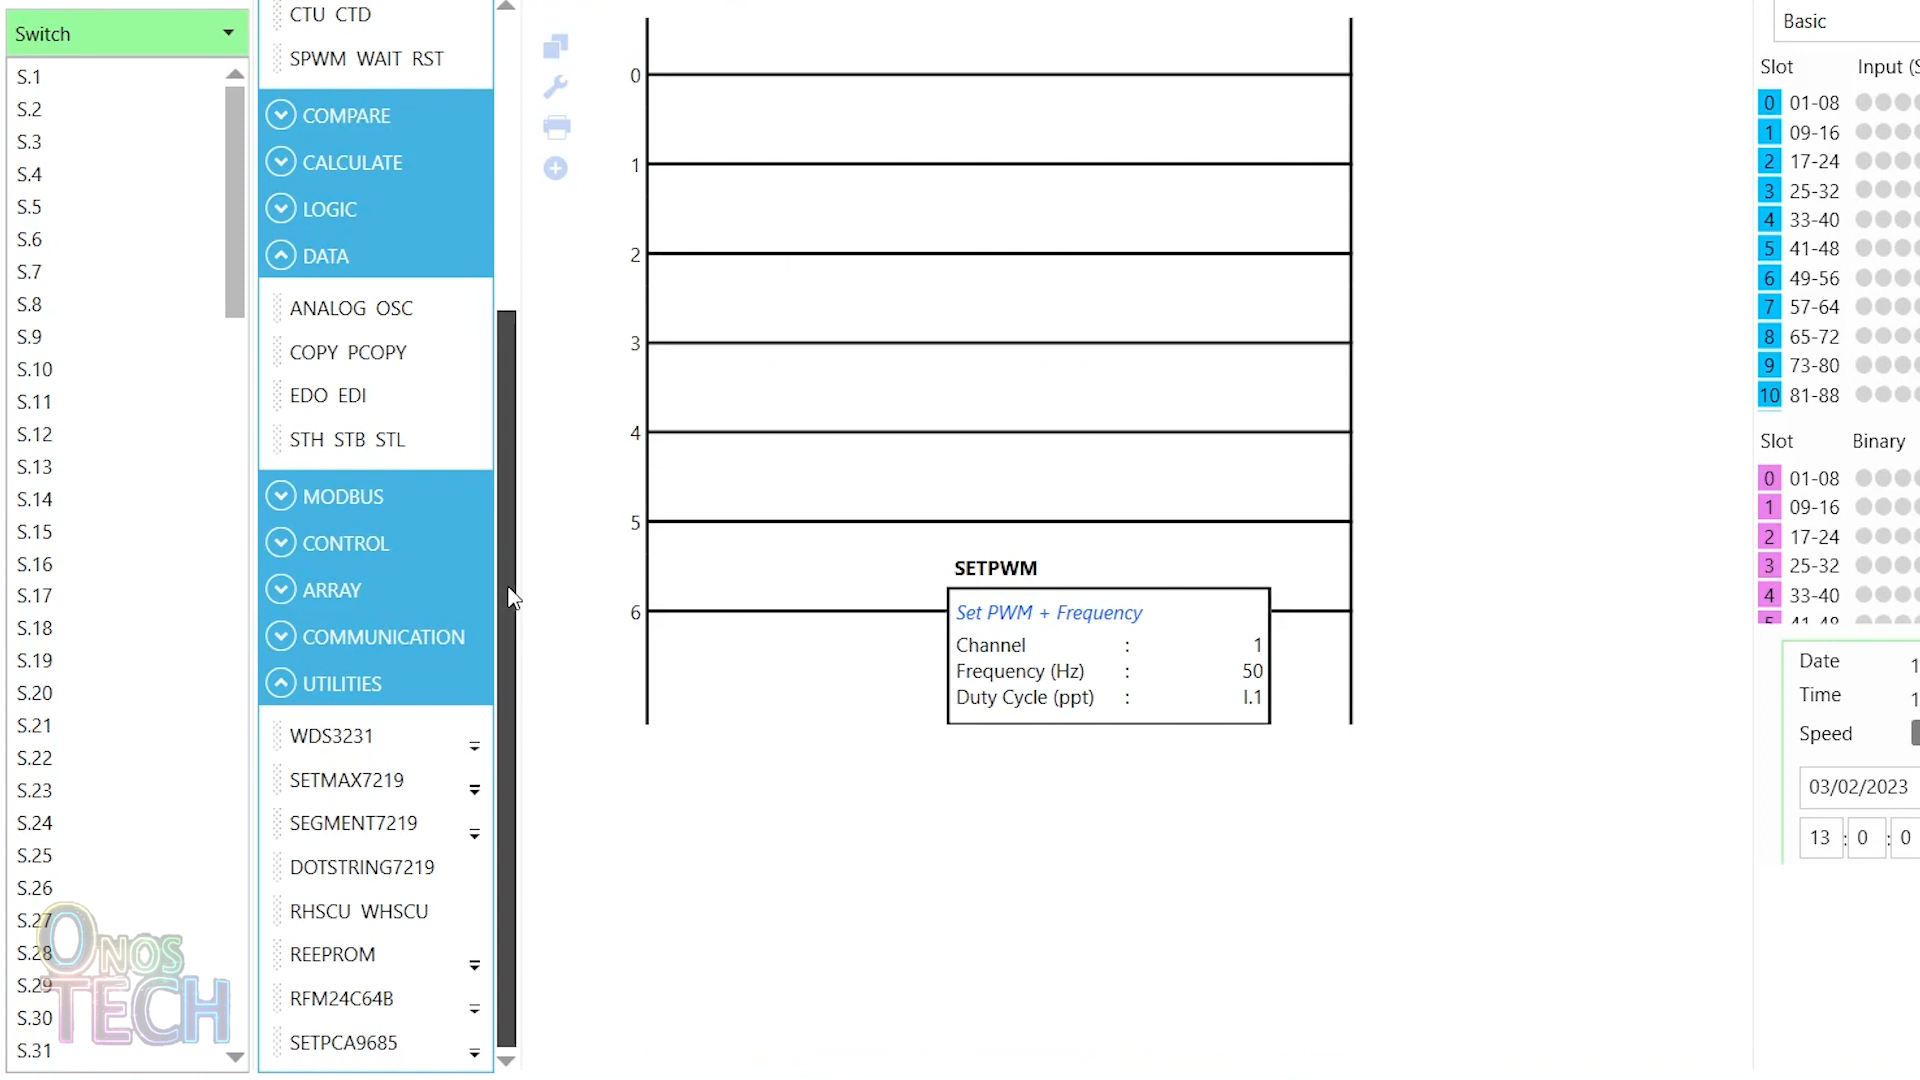 Switch
S.1
S.2
S.3
S.4
S.5
S.6
S.7
S.8
S.9
S.10
S.11
S.12
S.13
S.14
S.15
S.16
S.17
S.18
S.19
S.20
S.21
S.22
S.23
S.24
S.25
S.26
S.27
S.28
S.29
S.30
S.31
ONOS
TECH
CTU CTD
SPWM WAIT RST
COMPARE
CALCULATE
LOGIC
DATA
ANALOG OSC
COPY PCOPY
EDO EDI
STH STB STL
MODBUS
CONTROL
ARRAY
COMMUNICATION
UTILITIES
WDS3231
SETMAX7219
SEGMENT7219
DOTSTRING7219
RHSCU WHSCU
REEPROM
RFM24C64B
SETPCA9685
0
1
2
3
4
5
6
SETPWM
Set PWM + Frequency
Channel : 1
Frequency (Hz) : 50
Duty Cycle (ppt) : I.1
Basic
Slot Input (S
0 01-08
1 09-16
2 17-24
3 25-32
4 33-40
5 41-48
6 49-56
7 57-64
8 65-72
9 73-80
10 81-88
Slot Binary
0 01-08
1 09-16
2 17-24
3 25-32
4 33-40
5 41-48
Date 1
Time 1
Speed
03/02/2023
13 : 0 : 0